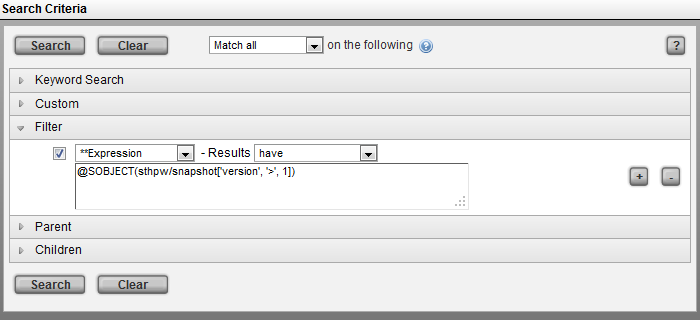 Search Criteria
Search Clear Match all on the following ?
Keyword Search
Custom
Filter
**Expression - Results have
@SOBJECT(sthpw/snapshot['version', '>', 1])
+ -
Parent
Children
Search Clear